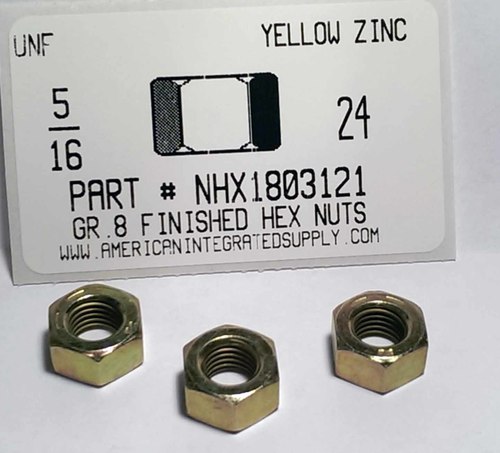 UNF YELLOW ZINC
5/16 24
PART # NHX1803121
GR.8 FINISHED HEX NUTS
WWW.AMERICANINTEGRATEDSUPPLY.COM